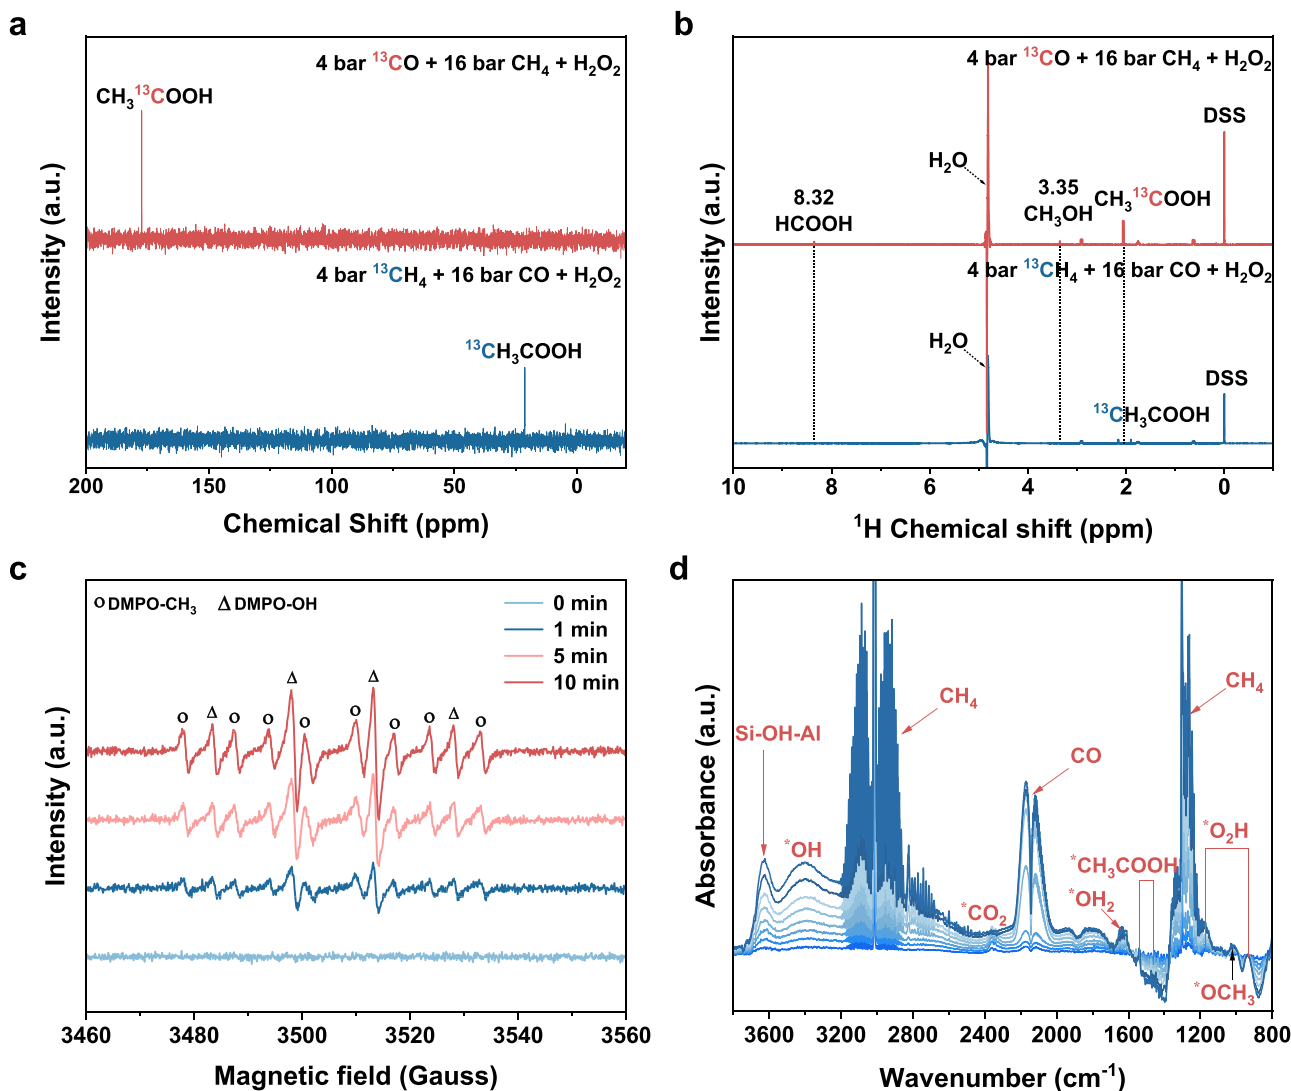 a
4 bar ¹³CO + 16 bar CH₄ + H₂O₂
CH₃¹³COOH
4 bar ¹³CH₄ + 16 bar CO + H₂O₂
¹³CH₃COOH
Intensity (a.u.)
200 150 100 50 0
Chemical Shift (ppm)
b
4 bar ¹³CO + 16 bar CH₄ + H₂O₂
DSS
H₂O
8.32
HCOOH
3.35
CH₃OH
CH₃¹³COOH
4 bar ¹³CH₄ + 16 bar CO + H₂O₂
H₂O
DSS
¹³CH₃COOH
Intensity (a.u.)
10 8 6 4 2 0
¹H Chemical shift (ppm)
c
o DMPO-CH₃ Δ DMPO-OH
0 min
1 min
5 min
10 min
Δ Δ
o Δ o o o o o o Δ o
Intensity (a.u.)
3460 3480 3500 3520 3540 3560
Magnetic field (Gauss)
d
CH₄
CH₄
Si-OH-Al
CO
*OH
*O₂H
*CH₃COOH
*OH₂
*CO₂
*OCH₃
Absorbance (a.u.)
3600 3200 2800 2400 2000 1600 1200 800
Wavenumber (cm⁻¹)